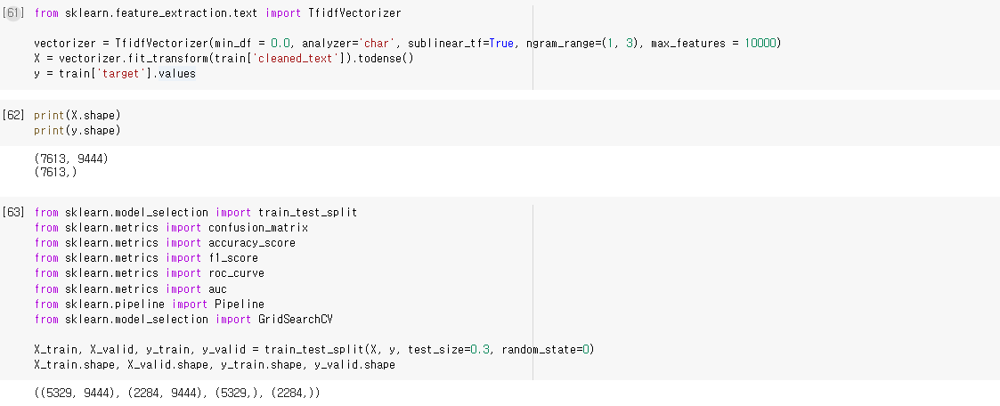 [61] from sklearn.feature_extraction.text import TfidfVectorizer
vectorizer = TfidfVectorizer(min_df = 0.0, analyzer='char', sublinear_tf=True, ngram_range=(1, 3), max_features = 10000)
X = vectorizer.fit_transform(train['cleaned_text']).todense()
y = train['target'].values
[62] print(X.shape)
print(y.shape)
(7613, 9444)
(7613,)
[63] from sklearn.model_selection import train_test_split
from sklearn.metrics import confusion_matrix
from sklearn.metrics import accuracy_score
from sklearn.metrics import f1_score
from sklearn.metrics import roc_curve
from sklearn.metrics import auc
from sklearn.pipeline import Pipeline
from sklearn.model_selection import GridSearchCV
X_train, X_valid, y_train, y_valid = train_test_split(X, y, test_size=0.3, random_state=0)
X_train.shape, X_valid.shape, y_train.shape, y_valid.shape
((5329, 9444), (2284, 9444), (5329,), (2284,))